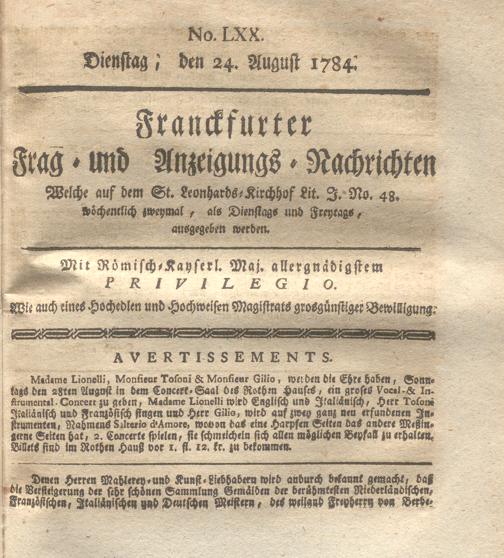 No. LXX.
Dienstag, den 24. August 1784.
Franckfurter
Frag- und Anzeigungs-Nachrichten
Welche auf dem St. Leonhards-Kirchhof Lit. J. No. 48.
wöchentlich zweymal, als Dienstags und Freytags,
ausgegeben werden.
Mit Römisch-Kayserl. Maj. allergnädigstem
PRIVILEGIO.
Wie auch eines Hochedlen und Hochweisen Magistrats grosgünstiger Bewilligung.
AVERTISSEMENTS.
Madame Lionelli, Monsieur Tosoni & Monsieur Gilio, werden die Ehre haben, Sonn-
tags den 28ten August in dem Concert-Saal des Rothen Hauses, ein groses Vocal- & In-
strumental-Concert zu geben, Madame Lionelli wird Englisch und Italiänisch, Herr Tosoni
Italiänisch und Französisch singen und Herr Gilio, wird auf zwey ganz neu erfundenen In-
strumenten, Nahmens Salterio d'Amore, wovon das eine Harpfen Seiten das andere Meßin-
gerne Seiten hat, 2. Concerte spielen, sie schmeicheln sich allen möglichen Beyfall zu erhalten.
Billets sind im Rothen Hauß vor 1. fl. 12. kr. zu bekommen.
Denen Herren Mahlerey- und Kunst-Liebhabern wird andurch bekannt gemacht, daß
die Versteigerung der sehr schönen Sammlung Gemälden der berühmtesten Niederländischen,
Französischen, Italiänischen und Deutschen Meistern, des weiland Freyherrn von Berbe-